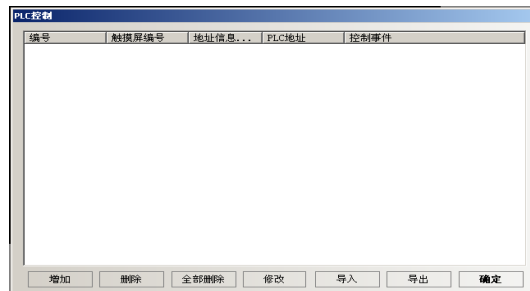 PLC控制
编号 触摸屏编号 地址信息... PLC地址 控制事件
增加 删除 全部删除 修改 导入 导出 确定